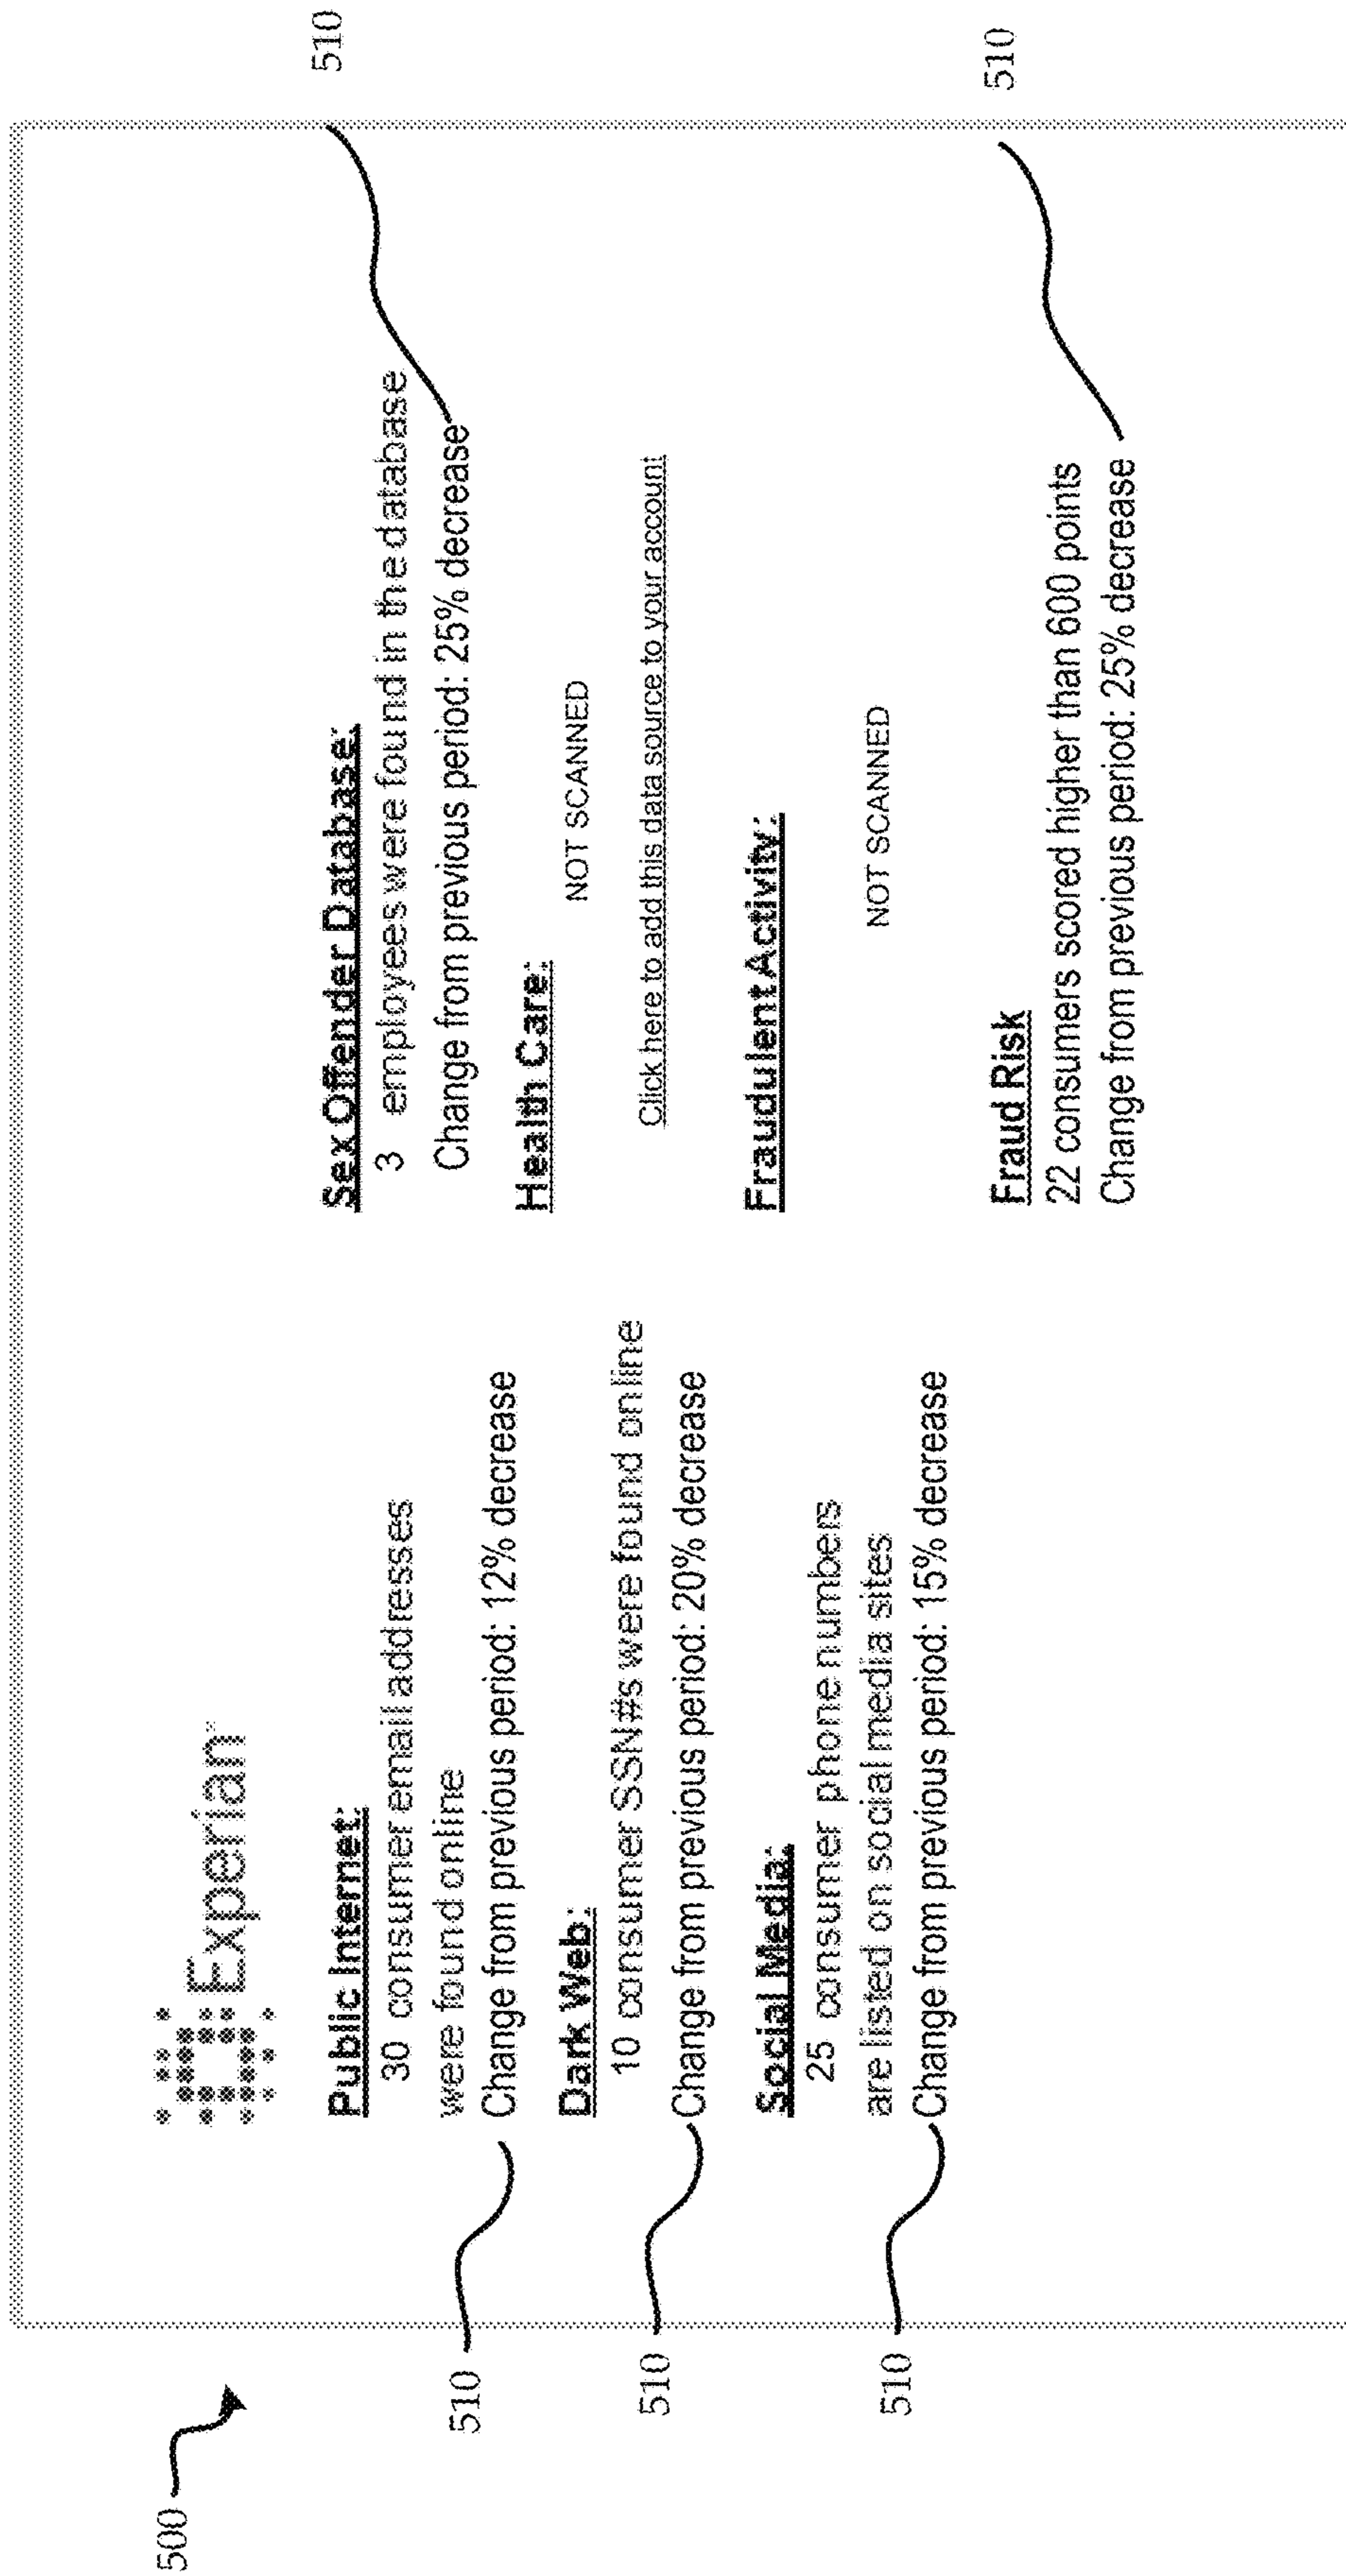 500
Experian
Public Internet:
30 consumer email addresses
were found online
Change from previous period: 12% decrease
510
Dark Web:
10 consumer SSN#s were found online
Change from previous period: 20% decrease
510
Social Media:
25 consumer phone numbers
are listed on social media sites
Change from previous period: 15% decrease
510
Sex Offender Database:
3 employees were found in the database
Change from previous period: 25% decrease
510
Health Care:
NOT SCANNED
Click here to add this data source to your account
Fraudulent Activity:
NOT SCANNED
Fraud Risk
22 consumers scored higher than 600 points
Change from previous period: 25% decrease
510